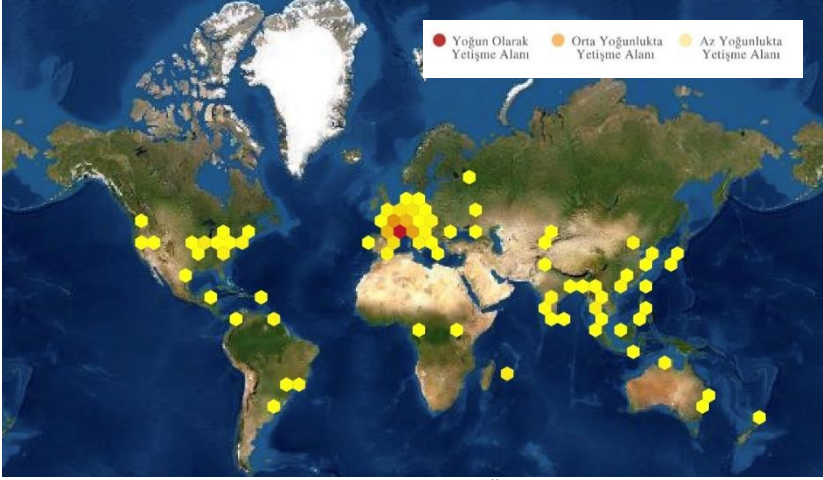 Yoğun Olarak
Yetişme Alanı
Orta Yoğunlukta
Yetişme Alanı
Az Yoğunlukta
Yetişme Alanı